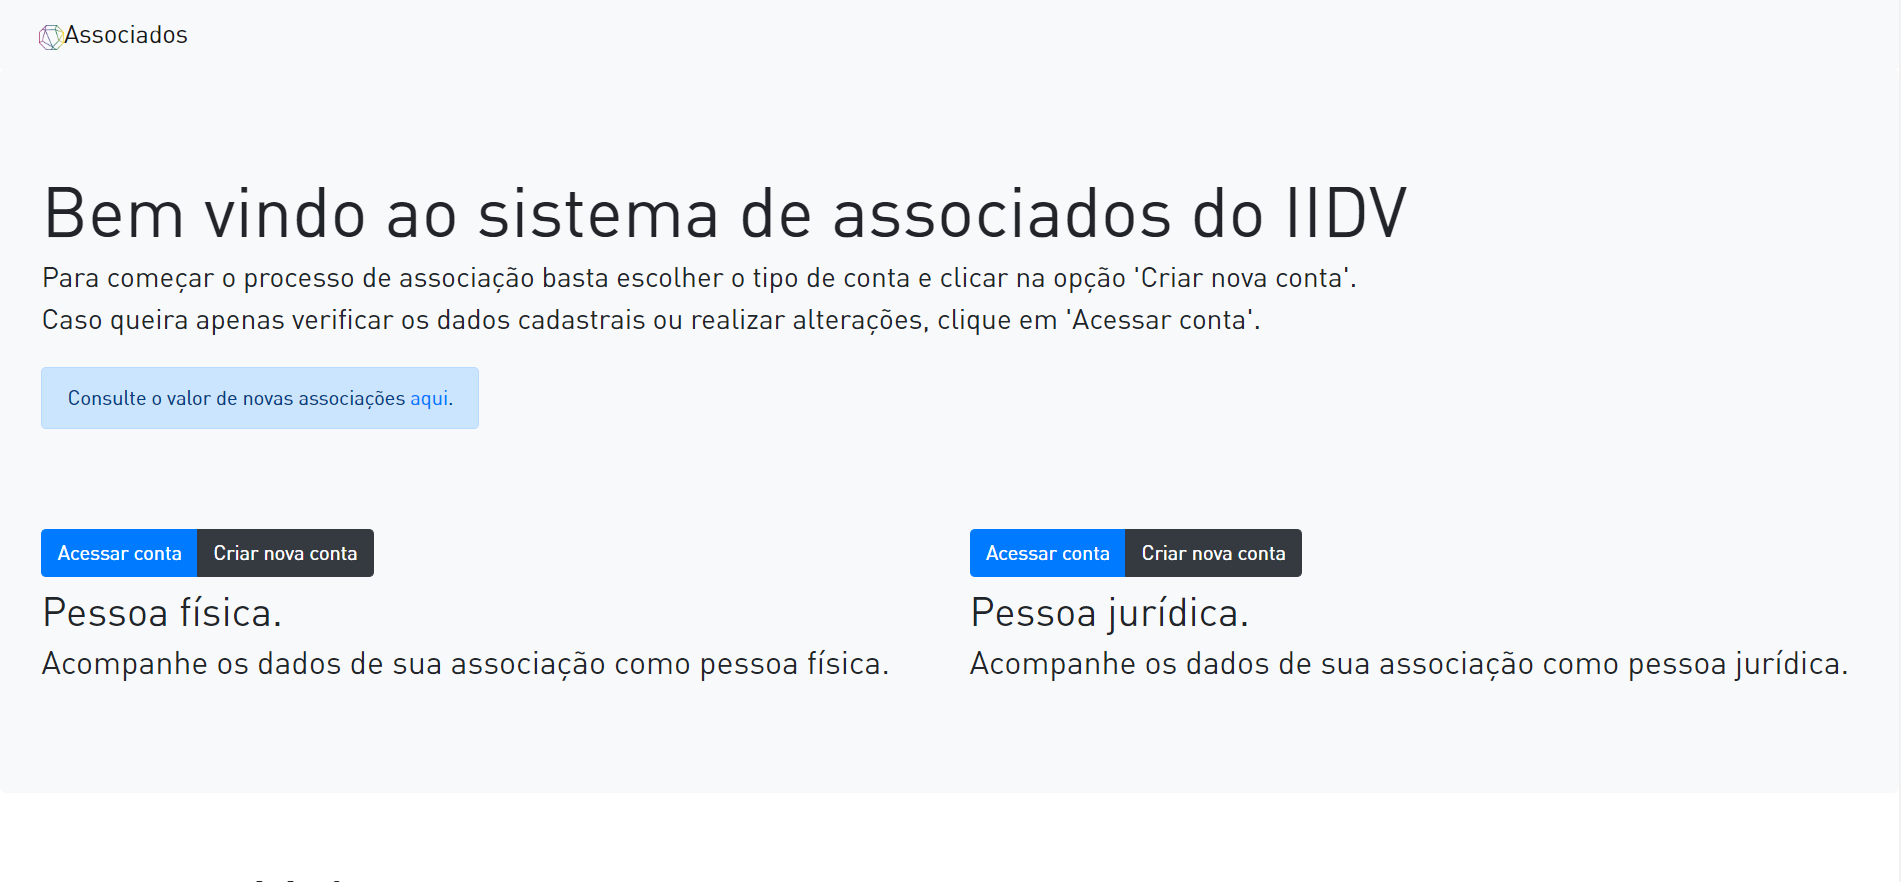 Associados
Bem vindo ao sistema de associados do IIDV
Para começar o processo de associação basta escolher o tipo de conta e clicar na opção 'Criar nova conta'.
Caso queira apenas verificar os dados cadastrais ou realizar alterações, clique em 'Acessar conta'.
Consulte o valor de novas associações aqui.
Acessar conta Criar nova conta
Pessoa física.
Acompanhe os dados de sua associação como pessoa física.
Acessar conta Criar nova conta
Pessoa jurídica.
Acompanhe os dados de sua associação como pessoa jurídica.